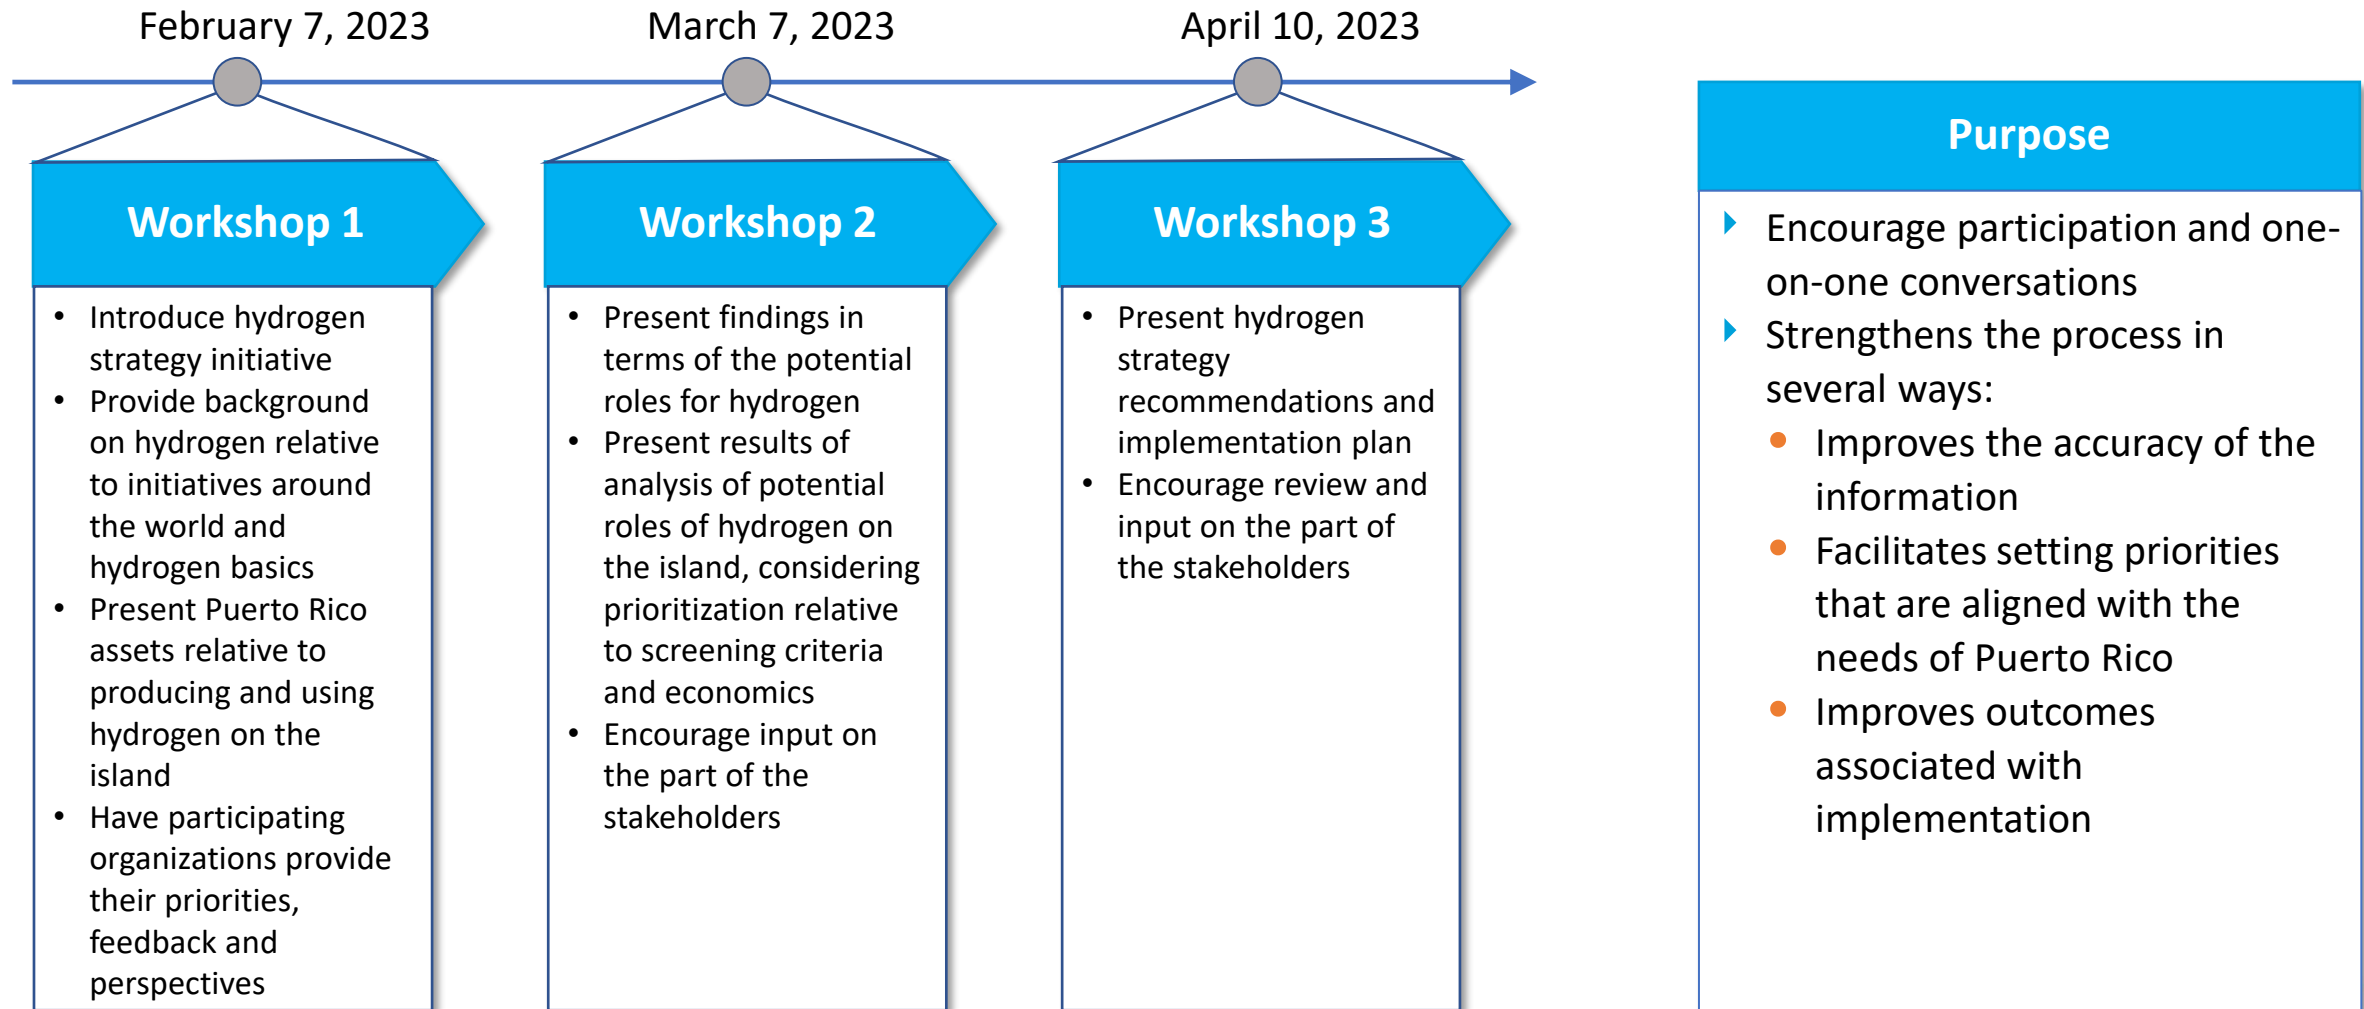 February 7, 2023
March 7, 2023
April 10, 2023
Workshop 1
• Introduce hydrogen
strategy initiative
• Provide background
on hydrogen relative
to initiatives around
the world and
hydrogen basics
• Present Puerto Rico
assets relative to
producing and using
hydrogen on the
island
• Have participating
organizations provide
their priorities,
feedback and
perspectives
Workshop 2
• Present findings in
terms of the potential
roles for hydrogen
• Present results of
analysis of potential
roles of hydrogen on
the island, considering
prioritization relative
to screening criteria
and economics
• Encourage input on
the part of the
stakeholders
Workshop 3
• Present hydrogen
strategy
recommendations and
implementation plan
• Encourage review and
input on the part of
the stakeholders
Purpose
Encourage participation and one-
on-one conversations
Strengthens the process in
several ways:
• Improves the accuracy of the
information
• Facilitates setting priorities
that are aligned with the
needs of Puerto Rico
• Improves outcomes
associated with
implementation